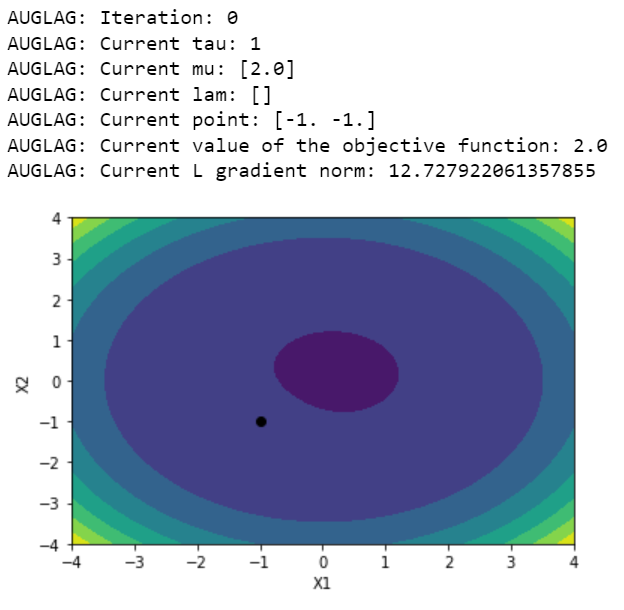 AUGLAG: Iteration: 0
AUGLAG: Current tau: 1
AUGLAG: Current mu: [2.0]
AUGLAG: Current lam: []
AUGLAG: Current point: [-1. -1.]
AUGLAG: Current value of the objective function: 2.0
AUGLAG: Current L gradient norm: 12.727922061357855
4
3
2
1
0
−1
−2
−3
−4
X2
−4 −3 −2 −1 0 1 2 3 4
X1